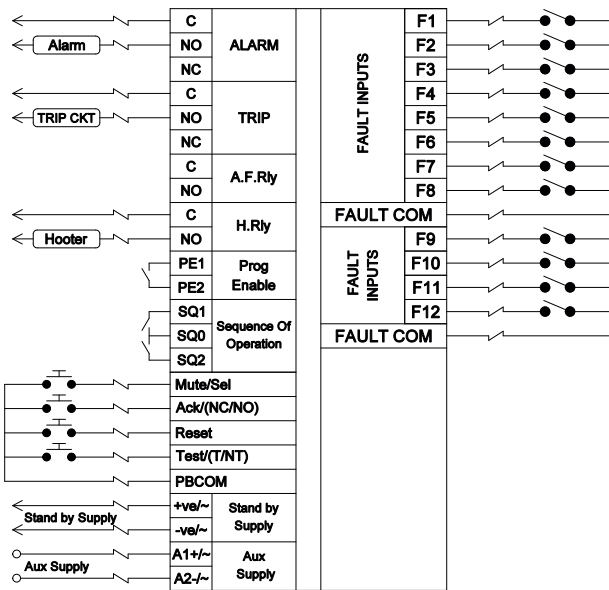 C
Alarm
NO
ALARM
NC
C
TRIP CKT
NO
TRIP
NC
C
A.F.Rly
NO
C
H.Rly
Hooter
NO
PE1
Prog
Enable
PE2
SQ1
SQ0
Sequence Of
Operation
SQ2
Mute/Sel
Ack/(NC/NO)
Reset
Test/(T/NT)
PBCOM
Stand by Supply
+ve/~
-ve/~
Stand by
Supply
Aux Supply
A1+/~
A2-/~
Aux
Supply
FAULT INPUTS
F1
F2
F3
F4
F5
F6
F7
F8
FAULT COM
FAULT
INPUTS
F9
F10
F11
F12
FAULT COM